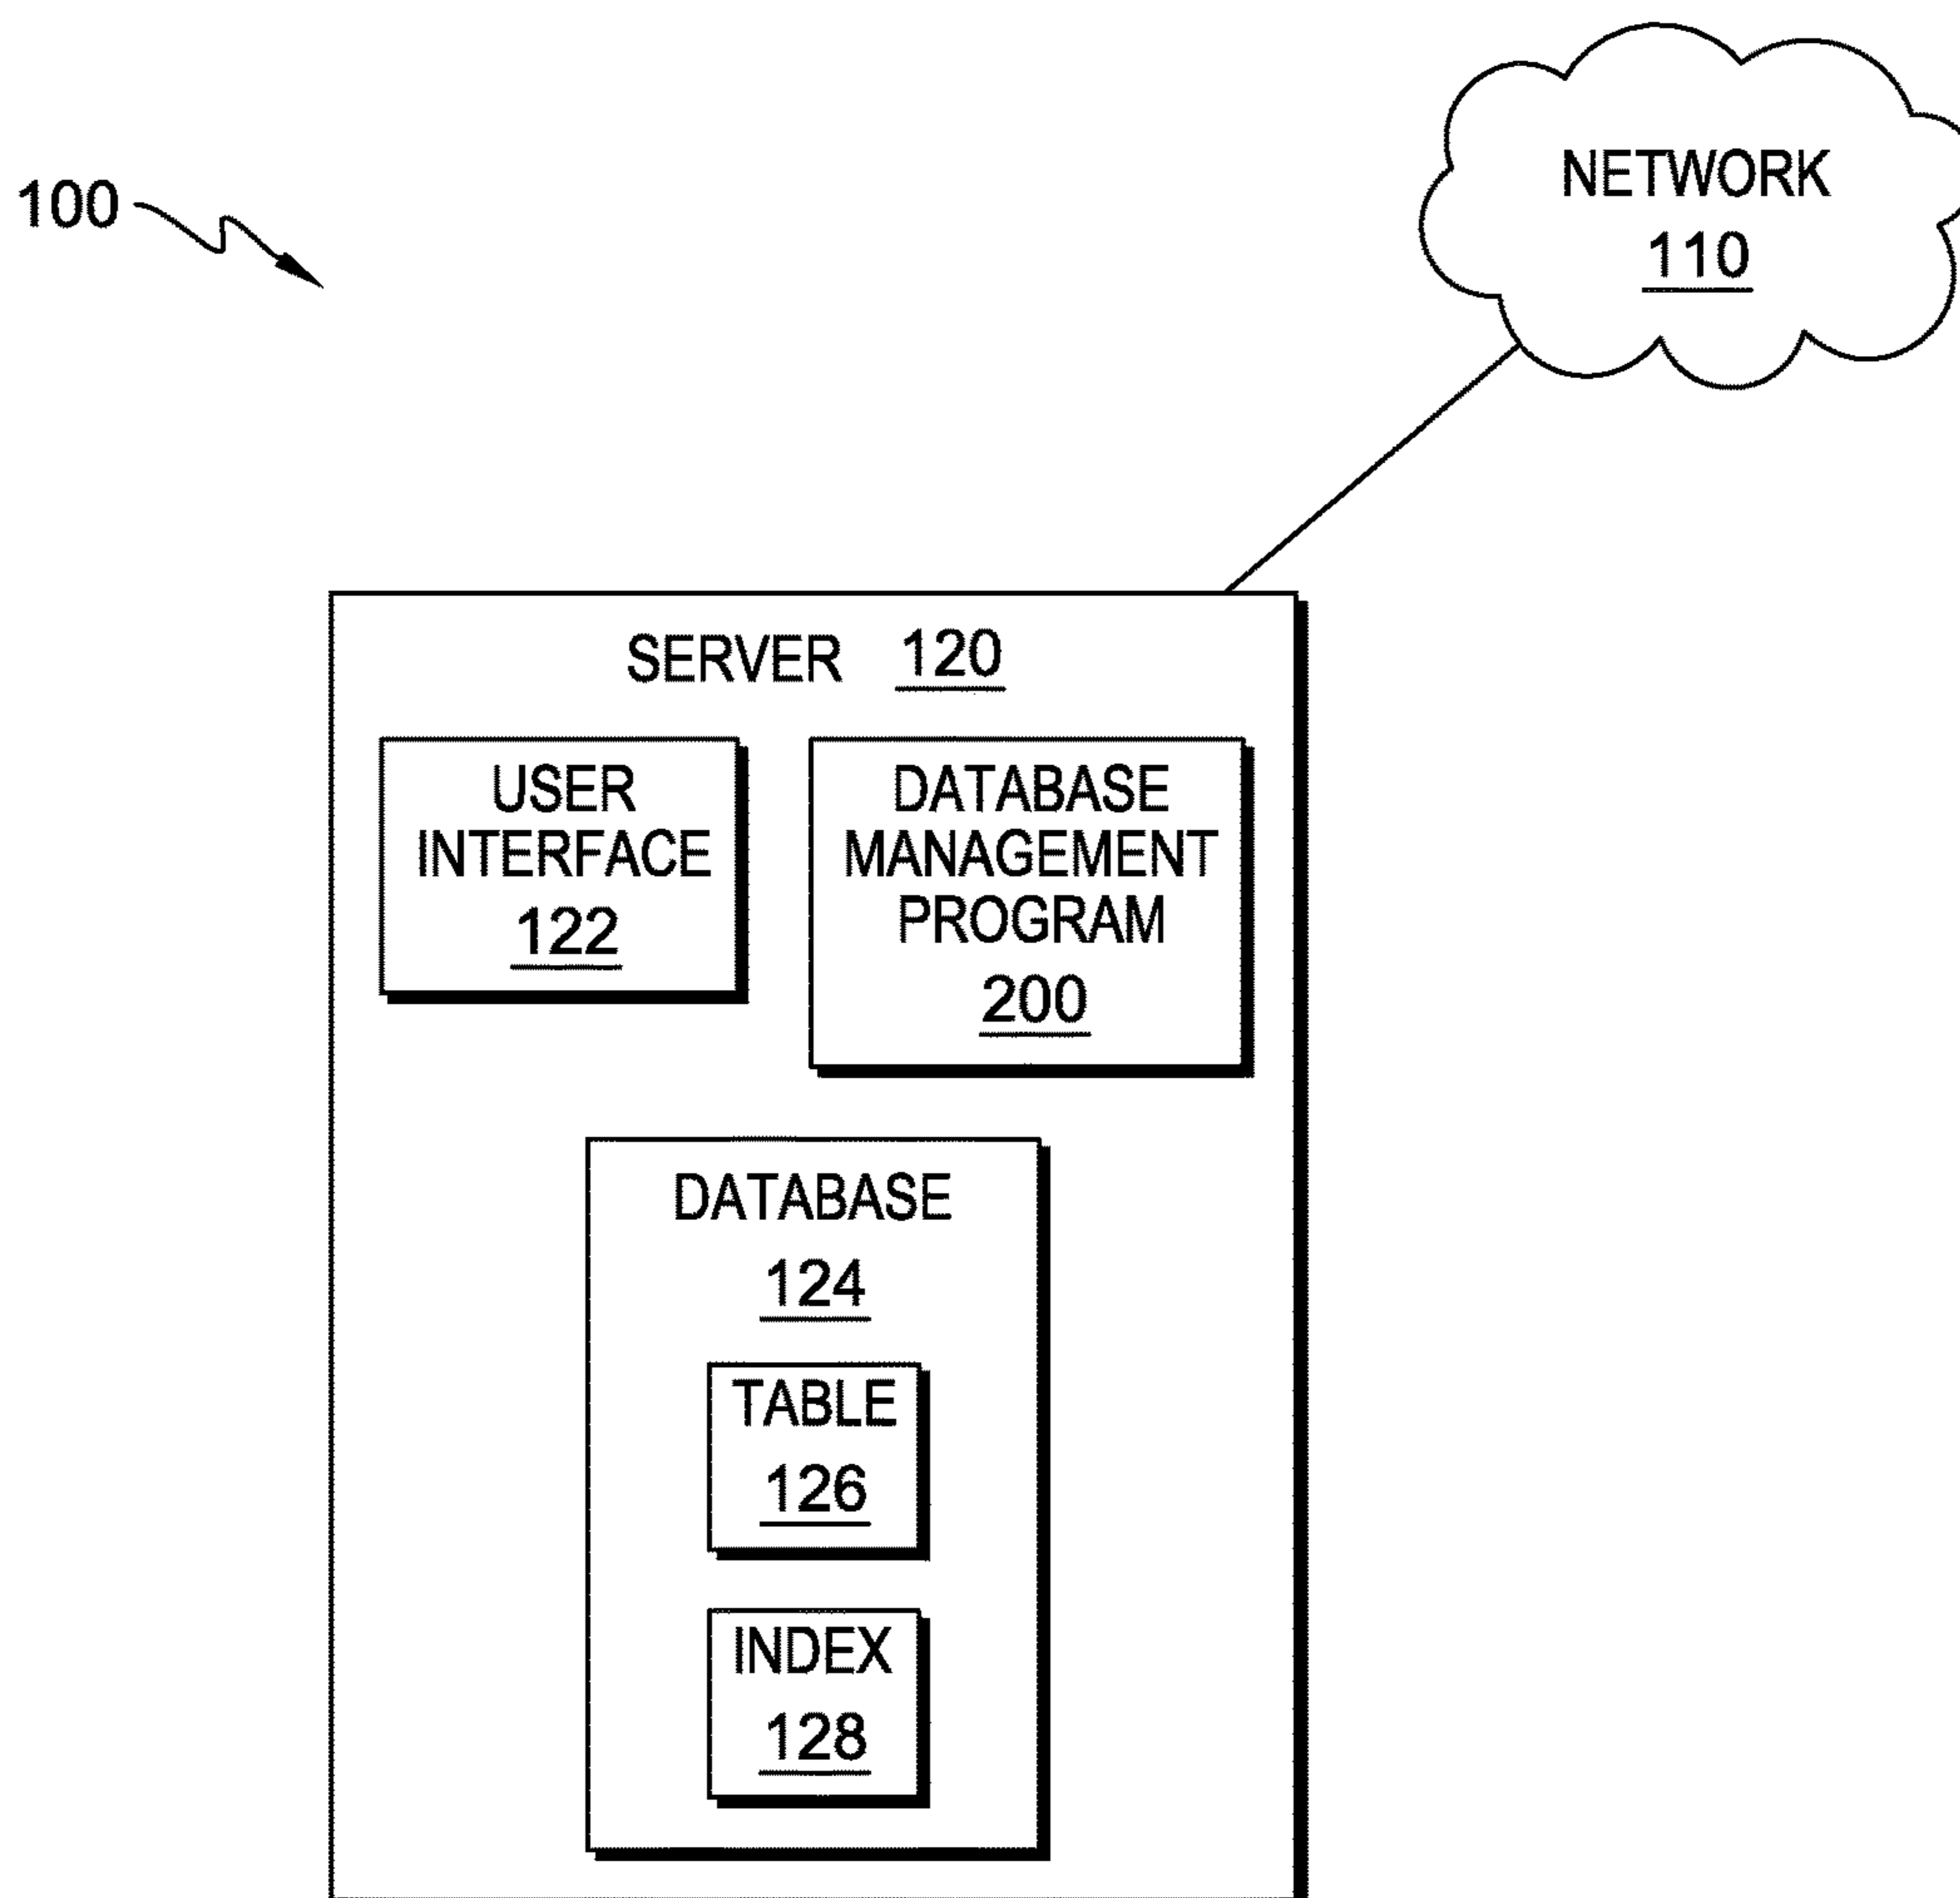 100
NETWORK
110
SERVER 120
USER
INTERFACE
122
DATABASE
MANAGEMENT
PROGRAM
200
DATABASE
124
TABLE
126
INDEX
128